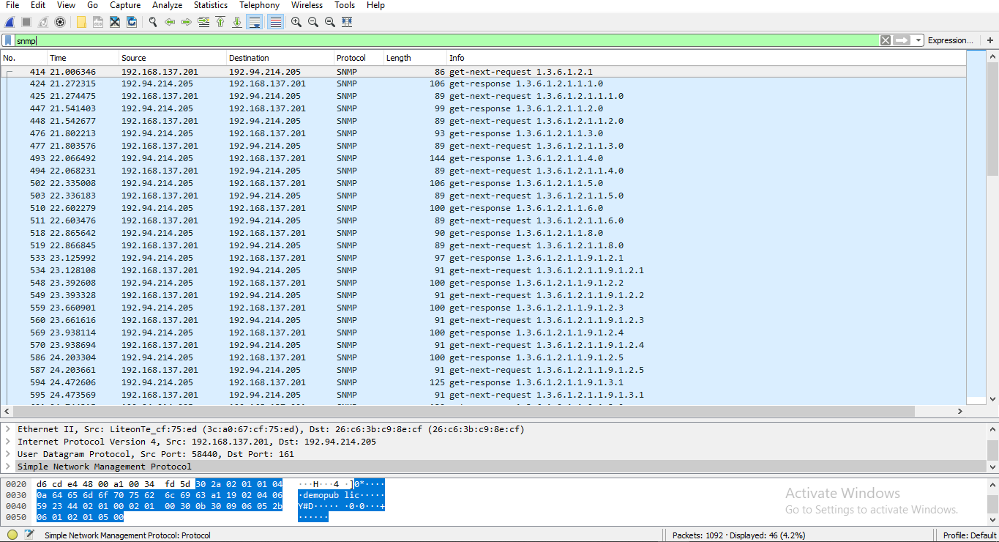 File Edit View Go Capture Analyze Statistics Telephony Wireless Tools Help
snmp Expression... +
No. Time Source Destination Protocol Length Info
414 21.006346 192.168.137.201 192.94.214.205 SNMP 86 get-next-request 1.3.6.1.2.1
424 21.272315 192.94.214.205 192.168.137.201 SNMP 106 get-response 1.3.6.1.2.1.1.1.0
425 21.274475 192.168.137.201 192.94.214.205 SNMP 89 get-next-request 1.3.6.1.2.1.1.1.0
447 21.541403 192.94.214.205 192.168.137.201 SNMP 99 get-response 1.3.6.1.2.1.1.2.0
448 21.542677 192.168.137.201 192.94.214.205 SNMP 89 get-next-request 1.3.6.1.2.1.1.2.0
476 21.802213 192.94.214.205 192.168.137.201 SNMP 93 get-response 1.3.6.1.2.1.1.3.0
477 21.803576 192.168.137.201 192.94.214.205 SNMP 89 get-next-request 1.3.6.1.2.1.1.3.0
493 22.066492 192.94.214.205 192.168.137.201 SNMP 144 get-response 1.3.6.1.2.1.1.4.0
494 22.068231 192.168.137.201 192.94.214.205 SNMP 89 get-next-request 1.3.6.1.2.1.1.4.0
502 22.335008 192.94.214.205 192.168.137.201 SNMP 106 get-response 1.3.6.1.2.1.1.5.0
503 22.336183 192.168.137.201 192.94.214.205 SNMP 89 get-next-request 1.3.6.1.2.1.1.5.0
510 22.602279 192.94.214.205 192.168.137.201 SNMP 100 get-response 1.3.6.1.2.1.1.6.0
511 22.603476 192.168.137.201 192.94.214.205 SNMP 89 get-next-request 1.3.6.1.2.1.1.6.0
518 22.865642 192.94.214.205 192.168.137.201 SNMP 90 get-response 1.3.6.1.2.1.1.8.0
519 22.866845 192.168.137.201 192.94.214.205 SNMP 89 get-next-request 1.3.6.1.2.1.1.8.0
533 23.125992 192.94.214.205 192.168.137.201 SNMP 97 get-response 1.3.6.1.2.1.1.9.1.2.1
534 23.128108 192.168.137.201 192.94.214.205 SNMP 91 get-next-request 1.3.6.1.2.1.1.9.1.2.1
548 23.392608 192.94.214.205 192.168.137.201 SNMP 100 get-response 1.3.6.1.2.1.1.9.1.2.2
549 23.393328 192.168.137.201 192.94.214.205 SNMP 91 get-next-request 1.3.6.1.2.1.1.9.1.2.2
559 23.660901 192.94.214.205 192.168.137.201 SNMP 100 get-response 1.3.6.1.2.1.1.9.1.2.3
560 23.661616 192.168.137.201 192.94.214.205 SNMP 91 get-next-request 1.3.6.1.2.1.1.9.1.2.3
569 23.938114 192.94.214.205 192.168.137.201 SNMP 100 get-response 1.3.6.1.2.1.1.9.1.2.4
570 23.938694 192.168.137.201 192.94.214.205 SNMP 91 get-next-request 1.3.6.1.2.1.1.9.1.2.4
586 24.203304 192.94.214.205 192.168.137.201 SNMP 100 get-response 1.3.6.1.2.1.1.9.1.2.5
587 24.203661 192.168.137.201 192.94.214.205 SNMP 91 get-next-request 1.3.6.1.2.1.1.9.1.2.5
594 24.472606 192.94.214.205 192.168.137.201 SNMP 125 get-response 1.3.6.1.2.1.1.9.1.3.1
595 24.473569 192.168.137.201 192.94.214.205 SNMP 91 get-next-request 1.3.6.1.2.1.1.9.1.3.1
Ethernet II, Src: LiteonTe_cf:75:ed (3c:a0:67:cf:75:ed), Dst: 26:c6:3b:c9:8e:cf (26:c6:3b:c9:8e:cf)
Internet Protocol Version 4, Src: 192.168.137.201, Dst: 192.94.214.205
User Datagram Protocol, Src Port: 58440, Dst Port: 161
Simple Network Management Protocol
0020 d6 cd e4 48 00 a1 00 34 fd 5d 30 2a 02 01 01 04 ···H···4 ·]0*····
0030 0a 64 65 6d 6f 70 75 62 6c 69 63 a1 19 02 04 06 ·demopub lic·····
0040 59 23 44 02 01 00 02 01 00 30 0b 30 09 06 05 2b Y#D····· ·0·0···+
0050 06 01 02 01 05 00 ······
Activate Windows
Go to Settings to activate Windows.
Simple Network Management Protocol: Protocol Packets: 1092 · Displayed: 46 (4.2%) Profile: Default